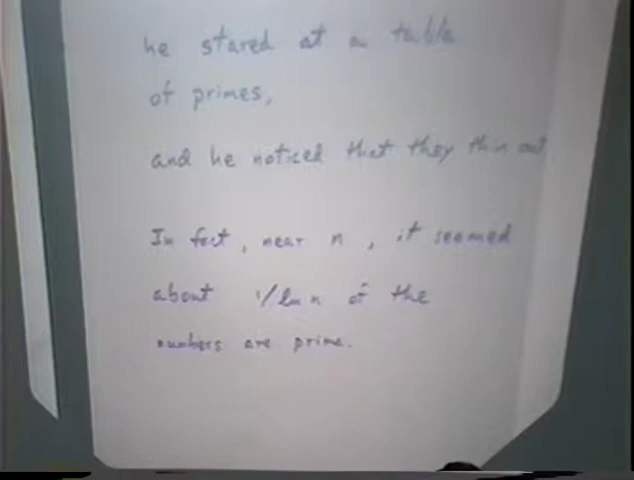 he stared at a table
of primes,
and he noticed that they thin out
In fact, near n, it seemed
about 1/ln n of the
numbers are prime.